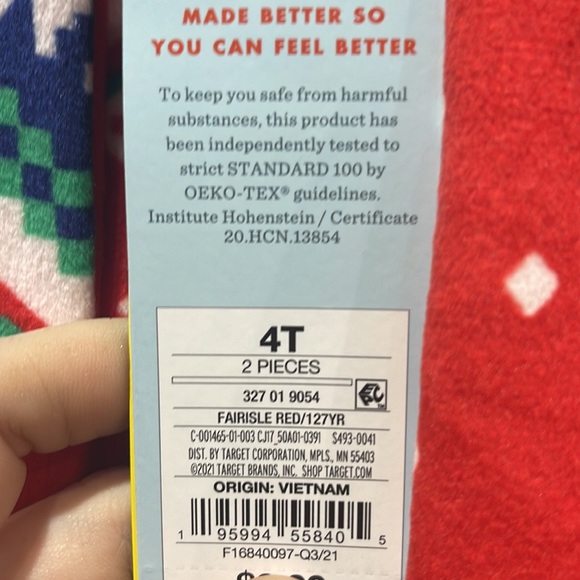 MADE BETTER SO
YOU CAN FEEL BETTER
To keep you safe from harmful
substances, this product has
been independently tested to
strict STANDARD 100 by
OEKO-TEX® guidelines.
Institute Hohenstein / Certificate
20.HCN.13854
4T
2 PIECES
327 01 9054
FAIRISLE RED/127YR
C-001465-01-003 CJ17_50A01-0391 S493-0041
DIST. BY TARGET CORPORATION, MPLS., MN 55403
©2021 TARGET BRANDS, INC. SHOP TARGET.COM
ORIGIN: VIETNAM
1 95994 55840 5
F16840097-Q3/21